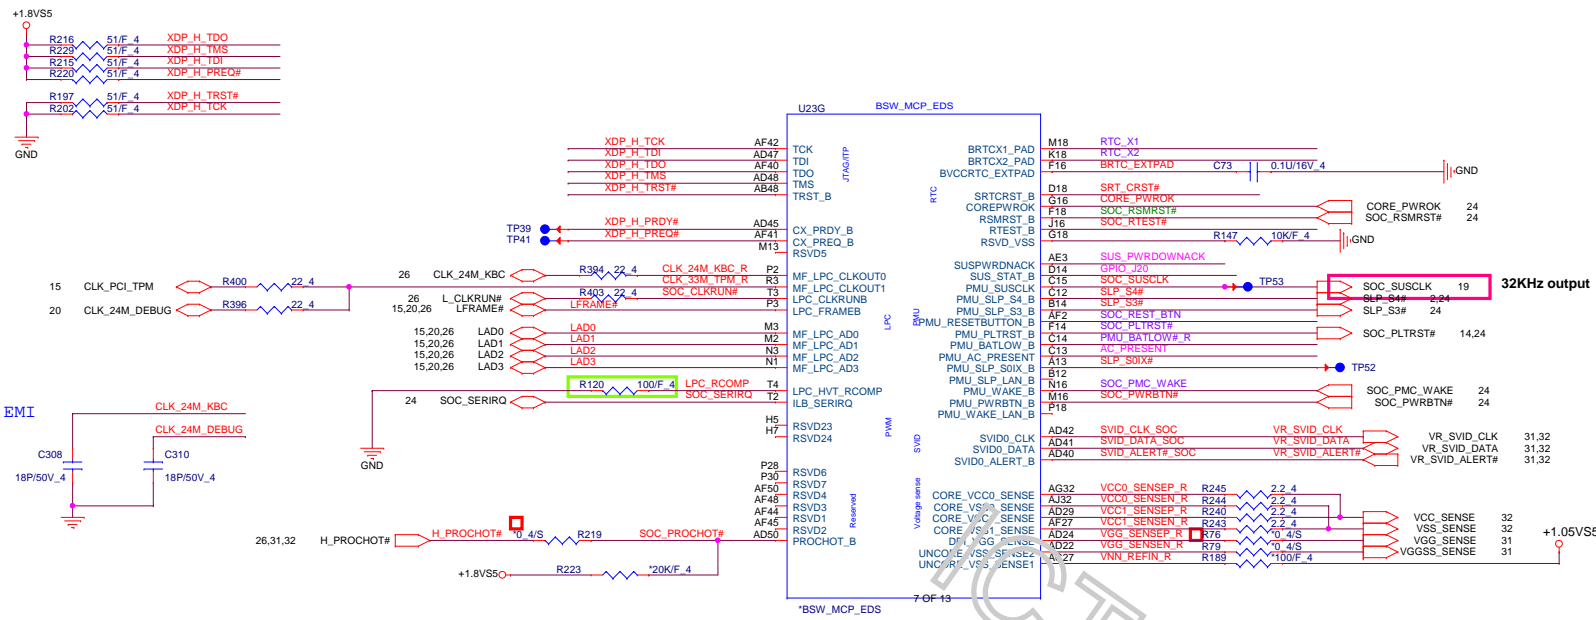 +1.8VS5
R216 51/F_4 XDP_H_TDO
R229 51/F_4 XDP_H_TMS
R215 51/F_4 XDP_H_TDI
R220 51/F_4 XDP_H_PREQ#
R197 51/F_4 XDP_H_TRST#
R202 51/F_4 XDP_H_TCK
GND
U23G BSW_MCP_EDS
XDP_H_TCK AF42 TCK
XDP_H_TDI AD47 TDI
XDP_H_TDO AF40 TDO
XDP_H_TMS AD48 TMS
XDP_H_TRST# AB48 TRST_B
JTAG/ITP
TP39 XDP_H_PRDY# AD45 CX_PRDY_B
TP41 XDP_H_PREQ# AF41 CX_PREQ_B
M13 RSVD5
26 CLK_24M_KBC R394 22_4 CLK_24M_KBC_R P2 MF_LPC_CLKOUT0
15 CLK_PCI_TPM R400 22_4 CLK_33M_TPM_R R3 MF_LPC_CLKOUT1
26 L_CLKRUN# R403 22_4 SOC_CLKRUN# T3 LPC_CLKRUNB
20 CLK_24M_DEBUG R396 22_4
15,20,26 LFRAME# LFRAME# P3 LPC_FRAMEB
15,20,26 LAD0 LAD0 M3 MF_LPC_AD0
15,20,26 LAD1 LAD1 M2 MF_LPC_AD1
15,20,26 LAD2 LAD2 N3 MF_LPC_AD2
15,20,26 LAD3 LAD3 N1 MF_LPC_AD3
LPC
R120 100/F_4 LPC_RCOMP T4 LPC_HVT_RCOMP
24 SOC_SERIRQ SOC_SERIRQ T2 ILB_SERIRQ
GND
H5 RSVD23
H7 RSVD24
PWM
P28 RSVD6
P30 RSVD7
AF50 RSVD4
AF48 RSVD3
AF44 RSVD1
AF45 RSVD2
Reserved
26,31,32 H_PROCHOT# H_PROCHOT# *0_4/S R219 SOC_PROCHOT# AD50 PROCHOT_B
+1.8VS5 R223 *20K/F_4
EMI
CLK_24M_KBC
CLK_24M_DEBUG
C308 C310
18P/50V_4 18P/50V_4
BRTCX1_PAD M18 RTC_X1
BRTCX2_PAD K18 RTC_X2
BVCCRTC_EXTPAD F16 BRTC_EXTPAD C73 0.1U/16V_4 GND
RTC
SRTCRST_B D18 SRT_CRST#
COREPWROK G16 CORE_PWROK CORE_PWROK 24
RSMRST_B F18 SOC_RSMRST# SOC_RSMRST# 24
RTEST_B J16 SOC_RTEST#
RSVD_VSS G18 R147 10K/F_4 GND
SUSPWRDNACK AE3 SUS_PWRDOWNACK
SUS_STAT_B D14 GPIO_J20
PMU_SUSCLK C15 SOC_SUSCLK TP53 SOC_SUSCLK 19 32KHz output
PMU_SLP_S4_B C12 SLP_S4# SLP_S4# 2,24
PMU_SLP_S3_B B14 SLP_S3# SLP_S3# 24
PMU_RESETBUTTON_B AF2 SOC_REST_BTN
PMU
PMU_PLTRST_B F14 SOC_PLTRST# SOC_PLTRST# 14,24
PMU_BATLOW_B C14 PMU_BATLOW#_R
PMU_AC_PRESENT C13 AC_PRESENT
PMU_SLP_S0IX_B A13 SLP_S0IX# TP52
PMU_SLP_LAN_B B12
PMU_WAKE_B N16 SOC_PMC_WAKE SOC_PMC_WAKE 24
PMU_PWRBTN_B M16 SOC_PWRBTN# SOC_PWRBTN# 24
PMU_WAKE_LAN_B P18
SVID0_CLK AD42 SVID_CLK_SOC VR_SVID_CLK VR_SVID_CLK 31,32
SVID0_DATA AD41 SVID_DATA_SOC VR_SVID_DATA VR_SVID_DATA 31,32
SVID0_ALERT_B AD40 SVID_ALERT#_SOC VR_SVID_ALERT# VR_SVID_ALERT# 31,32
SVID
CORE_VCC0_SENSE AG32 VCC0_SENSEP_R R245 2.2_4
CORE_VSS0_SENSE AJ32 VCC0_SENSEN_R R244 2.2_4
CORE_VCC1_SENSE AD29 VCC1_SENSEP_R R240 2.2_4 VCC_SENSE 32
AF27 VCC1_SENSEN_R R243 2.2_4 VSS_SENSE 32
AD24 VGG_SENSEP_R R76 *0_4/S VGG_SENSE 31
UNCORE_VSS_SENSE2 AD22 VGG_SENSEN_R R79 *0_4/S VGGSS_SENSE 31
UNCORE_VSS_SENSE1 VNN_REFIN_R R189 *100/F_4 +1.05VS5
Voltage sense
7 OF 13
*BSW_MCP_EDS